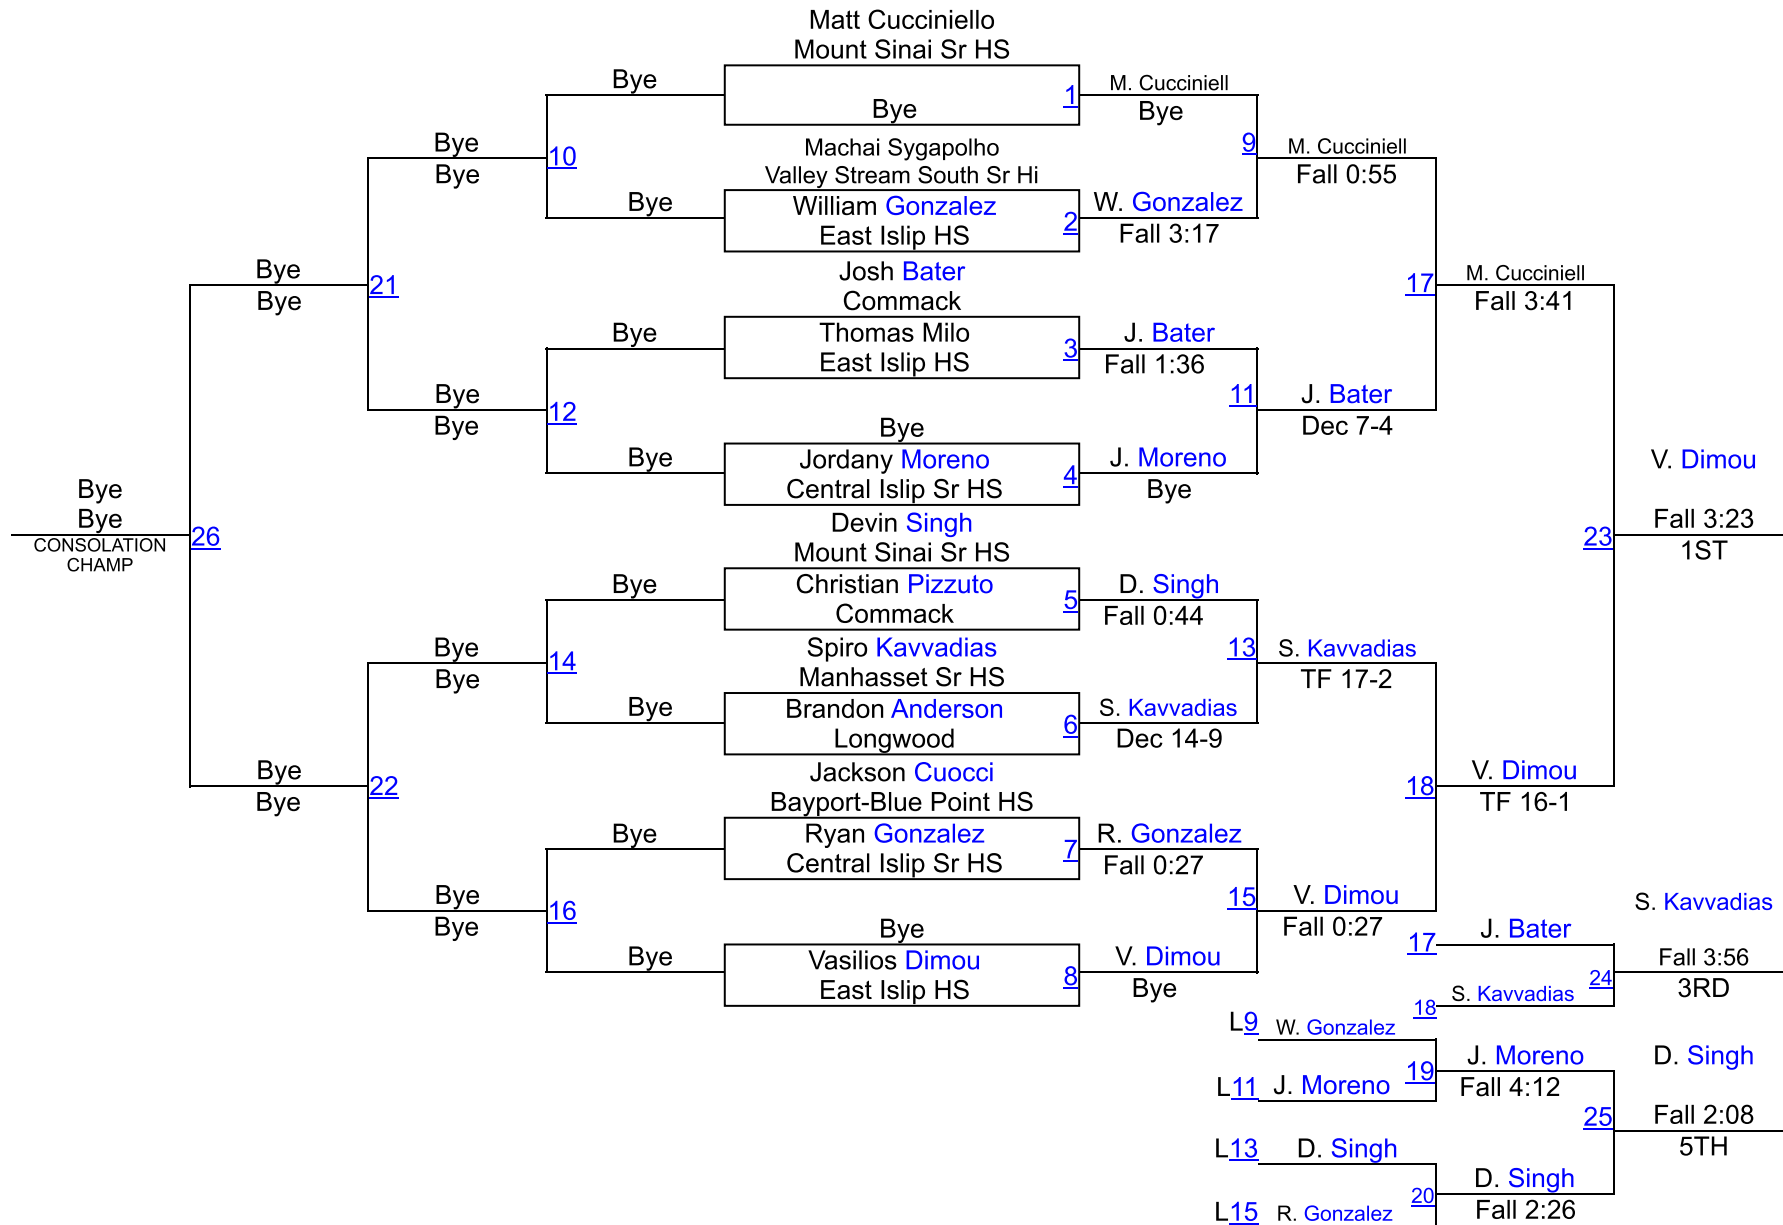 Matt Cucciniello
Mount Sinai Sr HS
Bye
Bye
1
M. Cucciniell
Bye
Bye
Bye
10
Machai Sygapolho
Valley Stream South Sr Hi
9
M. Cucciniell
Fall 0:55
Bye
William Gonzalez
East Islip HS
2
W. Gonzalez
Fall 3:17
Bye
Bye
21
Josh Bater
Commack
17
M. Cucciniell
Fall 3:41
Bye
Thomas Milo
East Islip HS
3
J. Bater
Fall 1:36
Bye
Bye
12
11
J. Bater
Dec 7-4
Bye
Bye
Jordany Moreno
Central Islip Sr HS
4
J. Moreno
Bye
V. Dimou
Bye
Bye
CONSOLATION
CHAMP
26
Devin Singh
Mount Sinai Sr HS
23
Fall 3:23
1ST
Bye
Christian Pizzuto
Commack
5
D. Singh
Fall 0:44
Bye
Bye
14
Spiro Kavvadias
Manhasset Sr HS
13
S. Kavvadias
TF 17-2
Bye
Brandon Anderson
Longwood
6
S. Kavvadias
Dec 14-9
Bye
Bye
22
Jackson Cuocci
Bayport-Blue Point HS
18
V. Dimou
TF 16-1
Bye
Ryan Gonzalez
Central Islip Sr HS
7
R. Gonzalez
Fall 0:27
Bye
Bye
16
15
V. Dimou
Fall 0:27
Bye
Bye
Vasilios Dimou
East Islip HS
8
V. Dimou
Bye
17
J. Bater
S. Kavvadias
18
S. Kavvadias
24
Fall 3:56
3RD
L9
W. Gonzalez
L11
J. Moreno
19
J. Moreno
Fall 4:12
D. Singh
25
Fall 2:08
5TH
L13
D. Singh
L15
R. Gonzalez
20
D. Singh
Fall 2:26